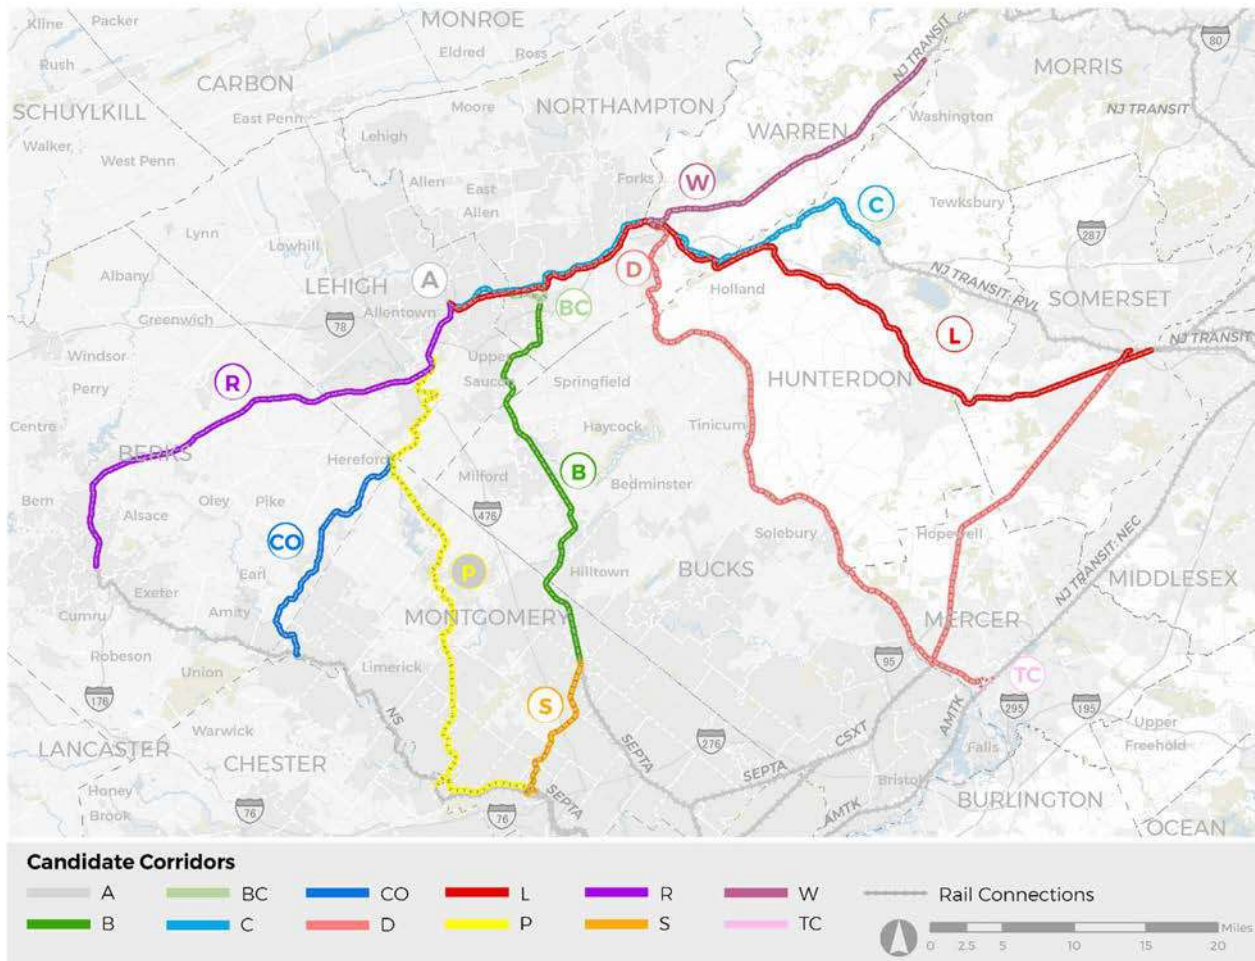 MONROE
Kline
Packer
Eldred
Ross
NJ TRANSIT
80
Rush
CARBON
MORRIS
SCHUYLKILL
Moore
NORTHAMPTON
NJ TRANSIT
East Penn
WARREN
Washington
Walker,
West Penn
Lehigh
Allen
East
Allen
Forks
W
C
Tewksbury
Lynn
Lowhill
287
Albany
LEHIGH
A
D
Holland
NJ TRANSIT: RVL
SOMERSET
Allentown
BC
Greenwich
78
L
NJ TRANSIT
Windsor
Upper
Saucon
Springfield
HUNTERDON
Perry
R
Haycock
Tinicum
Centre
BERKS
Hereford
Milford
B
Bedminster
Bern
Oley
Pike
Alsace
476
Solebury
Hopewell
CO
NJ TRANSIT: NEC
Earl
P
Hilltown
BUCKS
MIDDLESEX
Exeter
Cumru
Amity
MONTGOMERY
MERCER
Robeson
Union
Limerick
95
TC
176
S
295
195
Warwick
NS
276
CSXT
AMTK
Upper
Freehold
LANCASTER
CHESTER
SEPTA
SEPTA
Falls
Honey
Brook
76
76
SEPTA
Bristol
AMTK
BURLINGTON
OCEAN
Candidate Corridors
A BC CO L R W Rail Connections
B C D P S TC
0 2.5 5 10 15 20 Miles